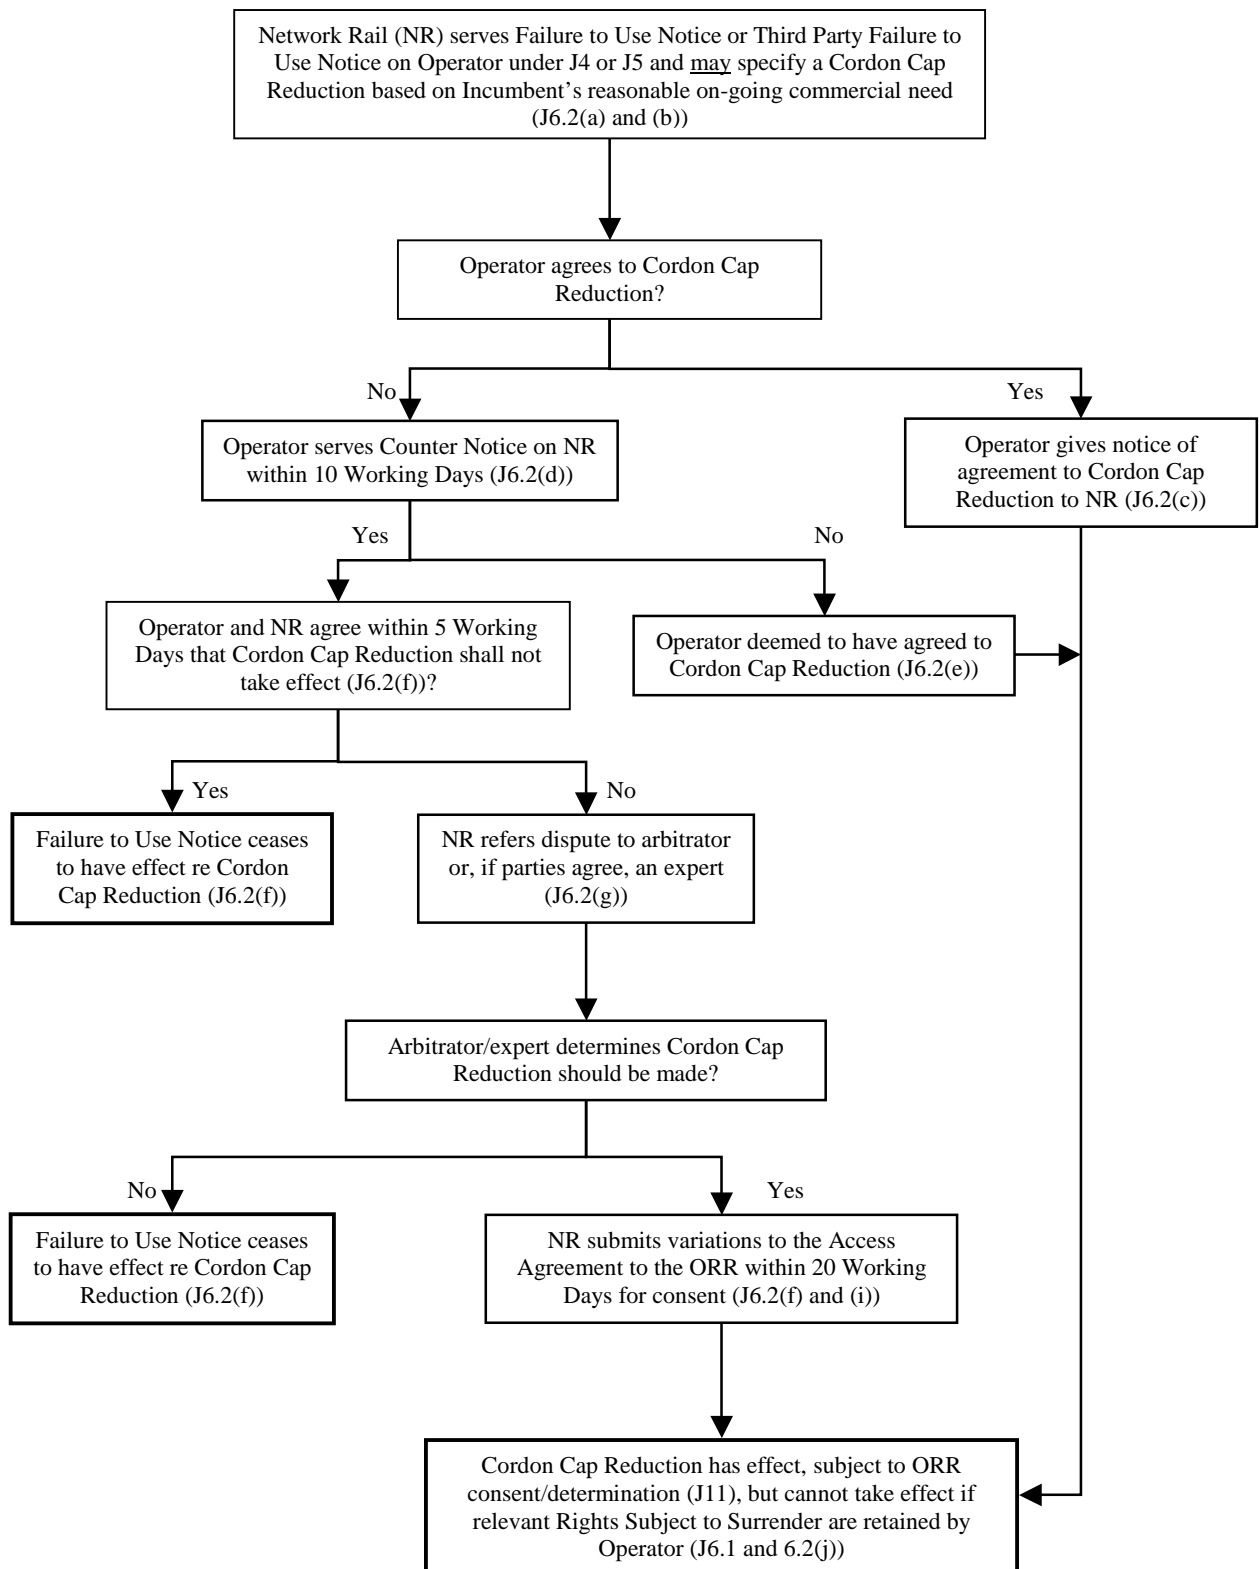 Network Rail (NR) serves Failure to Use Notice or Third Party Failure to
Use Notice on Operator under J4 or J5 and may specify a Cordon Cap
Reduction based on Incumbent’s reasonable on-going commercial need
(J6.2(a) and (b))
Operator agrees to Cordon Cap
Reduction?
No
Yes
Operator serves Counter Notice on NR
within 10 Working Days (J6.2(d))
Operator gives notice of
agreement to Cordon Cap
Reduction to NR (J6.2(c))
Yes
No
Operator and NR agree within 5 Working
Days that Cordon Cap Reduction shall not
take effect (J6.2(f))?
Operator deemed to have agreed to
Cordon Cap Reduction (J6.2(e))
Yes
No
Failure to Use Notice ceases
to have effect re Cordon
Cap Reduction (J6.2(f))
NR refers dispute to arbitrator
or, if parties agree, an expert
(J6.2(g))
Arbitrator/expert determines Cordon Cap
Reduction should be made?
No
Yes
Failure to Use Notice ceases
to have effect re Cordon Cap
Reduction (J6.2(f))
NR submits variations to the Access
Agreement to the ORR within 20 Working
Days for consent (J6.2(f) and (i))
Cordon Cap Reduction has effect, subject to ORR
consent/determination (J11), but cannot take effect if
relevant Rights Subject to Surrender are retained by
Operator (J6.1 and 6.2(j))